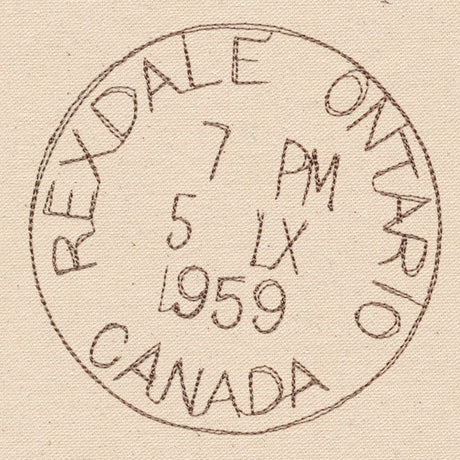 REXDALE ONTARIO
7 PM
5 IX
1959
CANADA